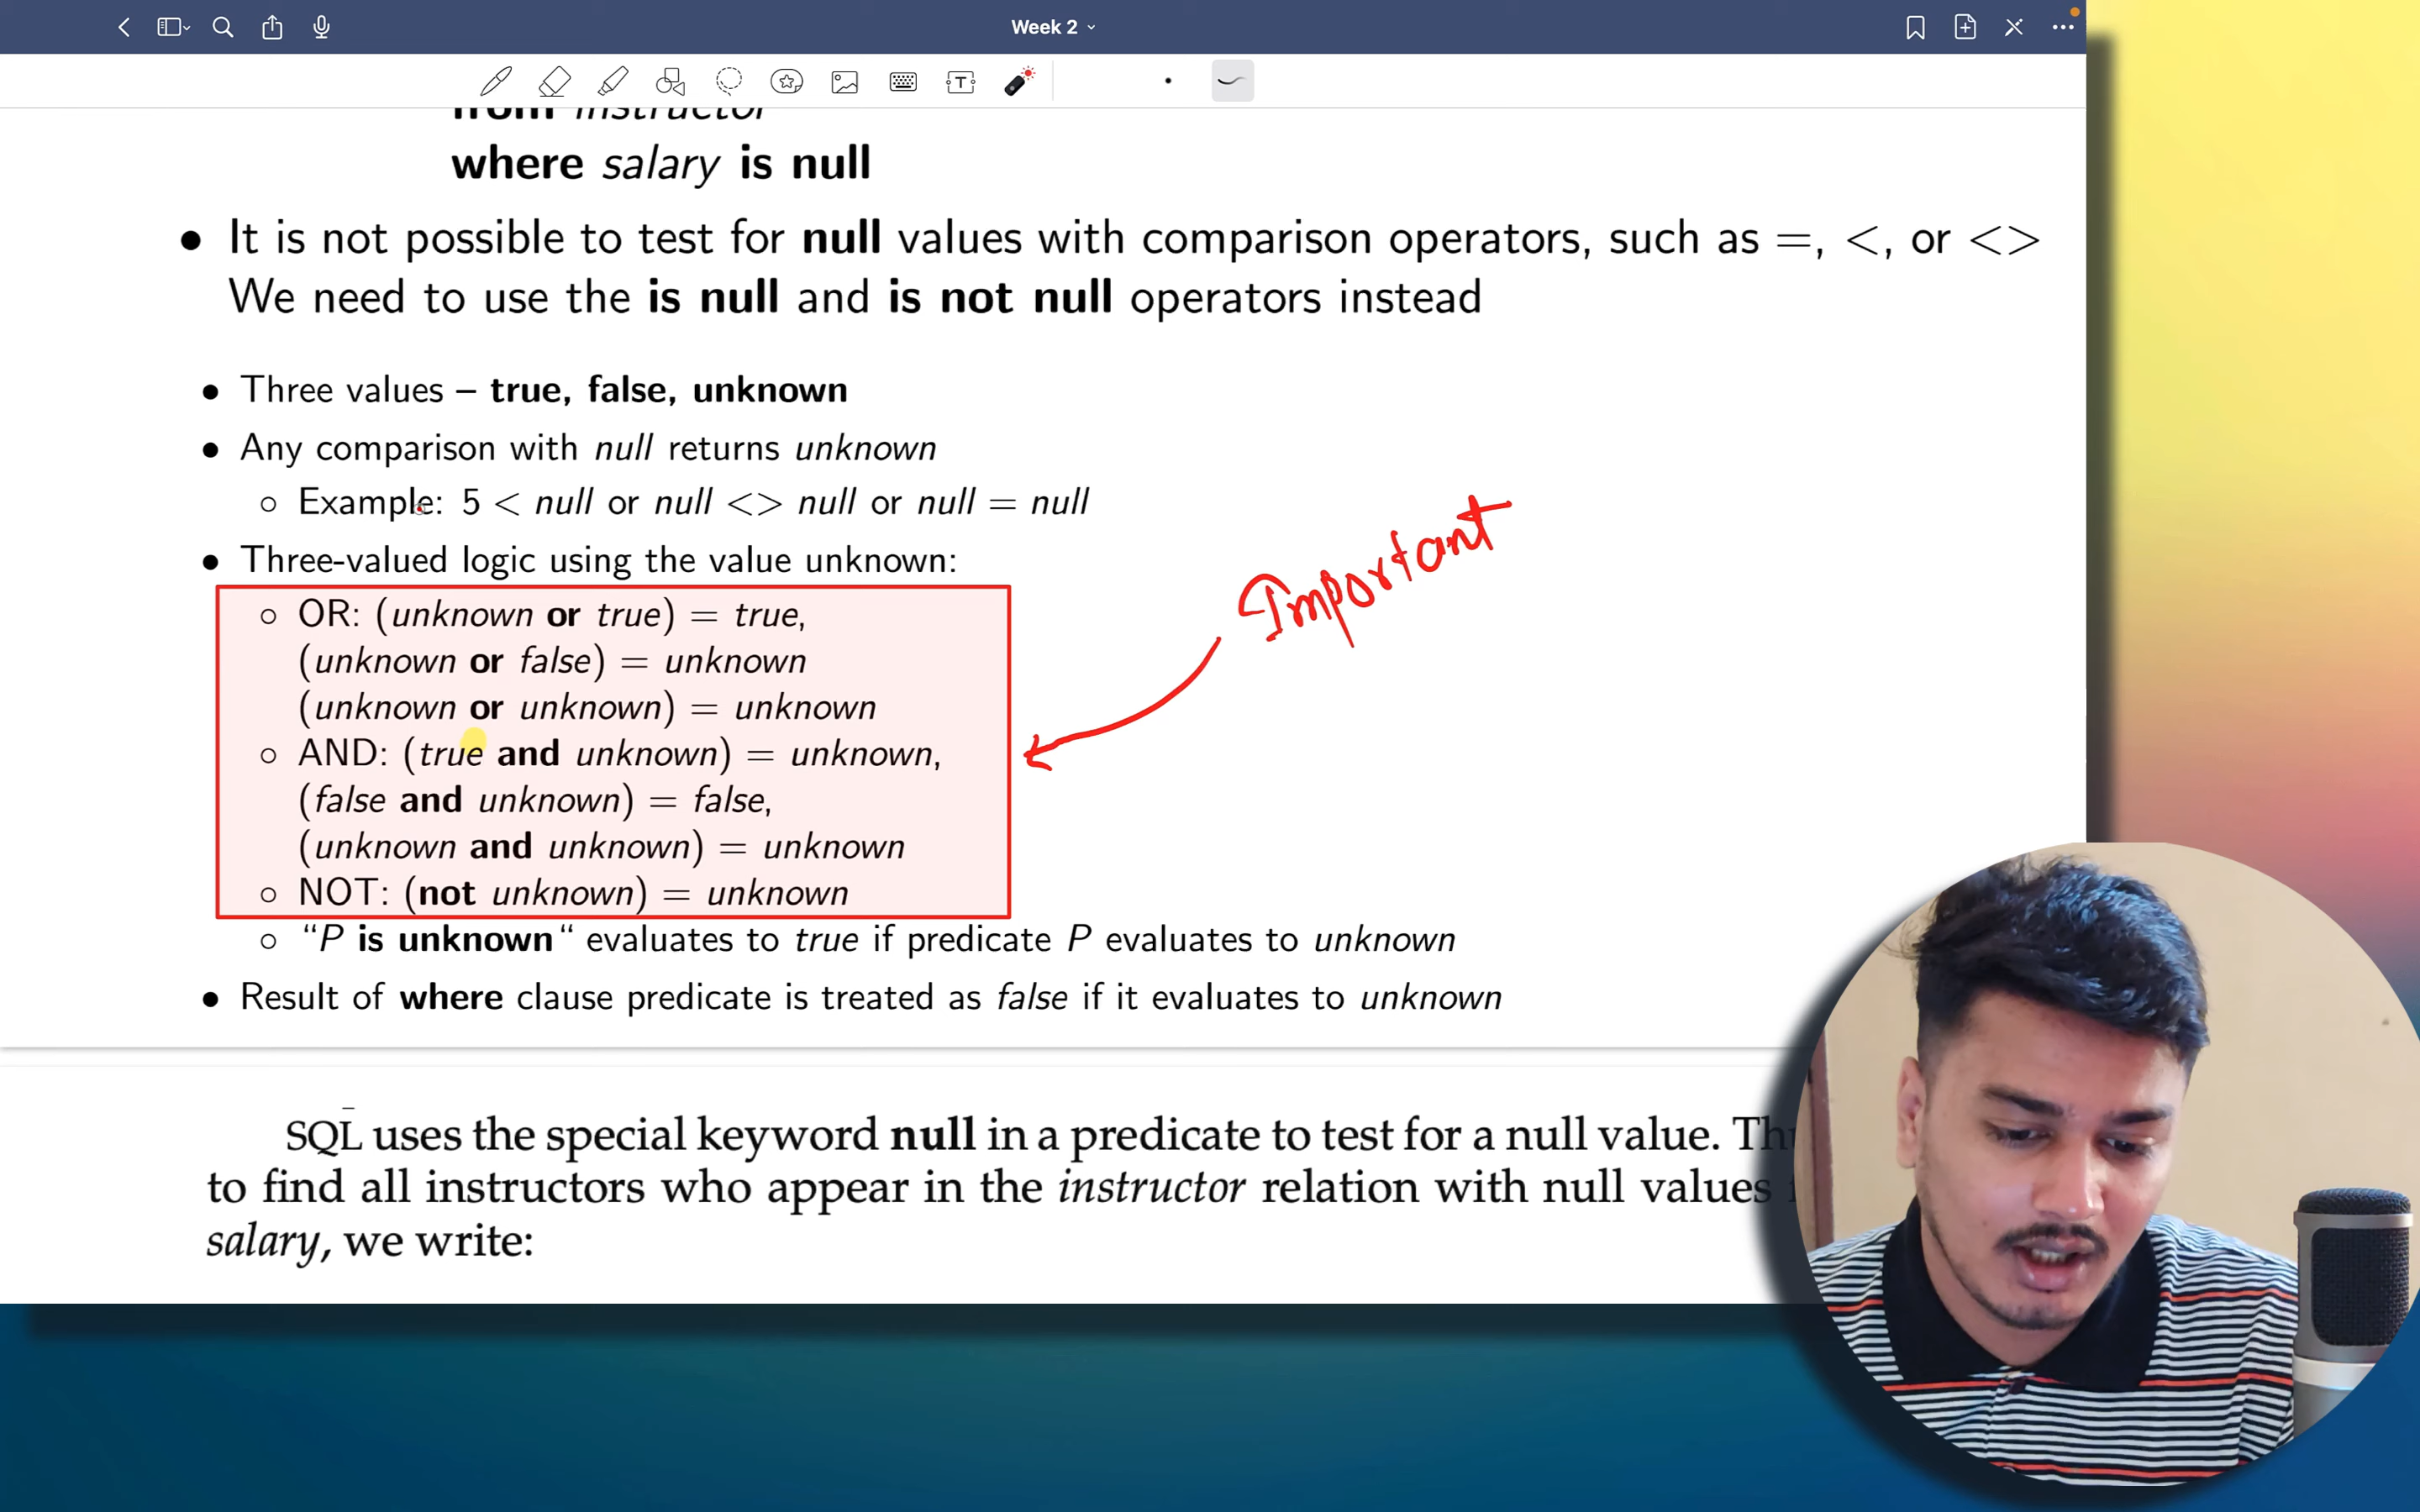 Week 2
from instructor
where salary is null
● It is not possible to test for null values with comparison operators, such as =, <, or <>
We need to use the is null and is not null operators instead
● Three values – true, false, unknown
● Any comparison with null returns unknown
○ Example: 5 < null or null <> null or null = null
● Three-valued logic using the value unknown:
○ OR: (unknown or true) = true,
(unknown or false) = unknown
(unknown or unknown) = unknown
○ AND: (true and unknown) = unknown,
(false and unknown) = false,
(unknown and unknown) = unknown
○ NOT: (not unknown) = unknown
Important
○ “P is unknown“ evaluates to true if predicate P evaluates to unknown
● Result of where clause predicate is treated as false if it evaluates to unknown
SQL uses the special keyword null in a predicate to test for a null value.
to find all instructors who appear in the instructor relation with null values
salary, we write: